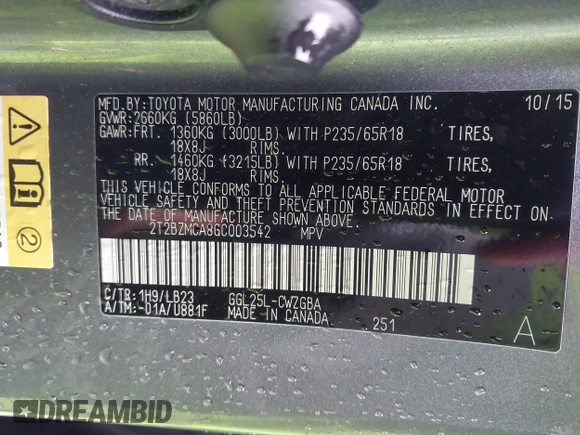 MFD.BY:TOYOTA MOTOR MANUFACTURING CANADA INC. 10/15
GVWR:2660KG (5860LB)
GAWR:FRT. 1360KG (3000LB) WITH P235/65R18 TIRES,
18X8J RIMS.
RR. 1460KG (3215LB) WITH P235/65R18 TIRES,
18X8J RIMS.
THIS VEHICLE CONFORMS TO ALL APPLICABLE FEDERAL MOTOR
VEHICLE SAFETY AND THEFT PREVENTION STANDARDS IN EFFECT ON
THE DATE OF MANUFACTURE SHOWN ABOVE.
2T2BZMCA8GC003542 MPV
C/TR:1H9/LB23 GGL25L-CWZGBA
A/TM:-01A/U881F MADE IN CANADA 251 A
2
DREAMBID